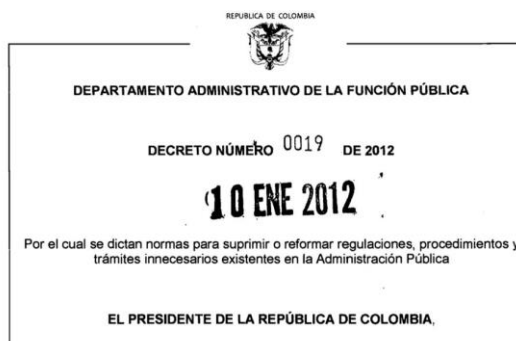 REPUBLICA DE COLOMBIA
DEPARTAMENTO ADMINISTRATIVO DE LA FUNCIÓN PÚBLICA
DECRETO NÚMERO 0019 DE 2012
10 ENE 2012
Por el cual se dictan normas para suprimir o reformar regulaciones, procedimientos y
trámites innecesarios existentes en la Administración Pública
EL PRESIDENTE DE LA REPÚBLICA DE COLOMBIA,